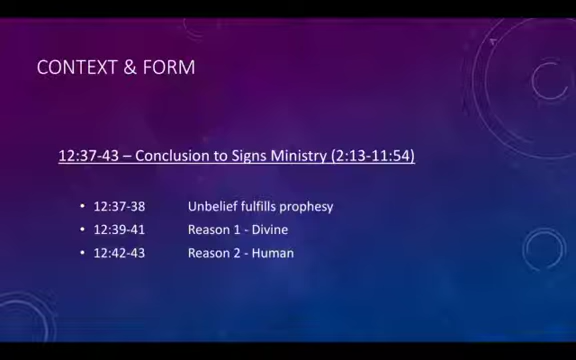 CONTEXT & FORM
12:37-43 – Conclusion to Signs Ministry (2:13-11:54)
• 12:37-38 Unbelief fulfills prophesy
• 12:39-41 Reason 1 - Divine
• 12:42-43 Reason 2 - Human